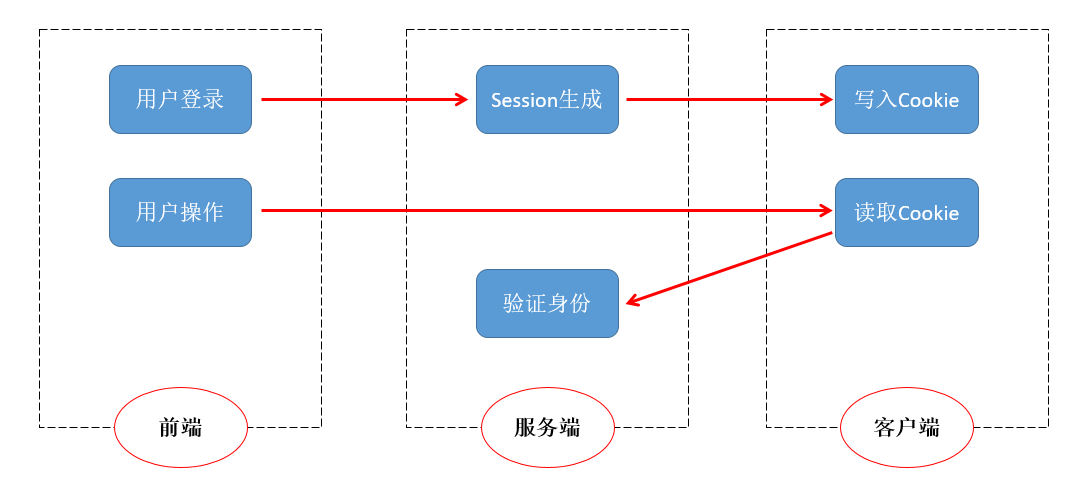 用户登录
Session生成
写入Cookie
用户操作
读取Cookie
验证身份
前端
服务端
客户端